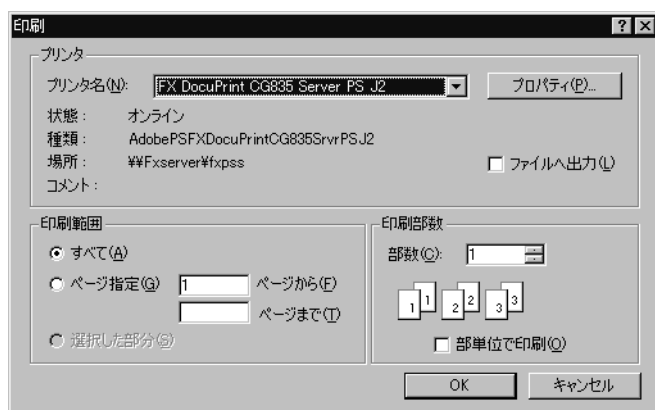 印刷
プリンタ
プリンタ名(N): FX DocuPrint CG835 Server PS J2 プロパティ(P)...
状態: オンライン
種類: AdobePSFXDocuPrintCG835SrvrPSJ2
場所: ¥¥Fxserver¥fxpss ファイルへ出力(L)
コメント:
印刷範囲
すべて(A)
ページ指定(G) 1 ページから(F)
ページまで(T)
選択した部分(S)
印刷部数
部数(C): 1
1 1 2 2 3 3
部単位で印刷(O)
OK キャンセル